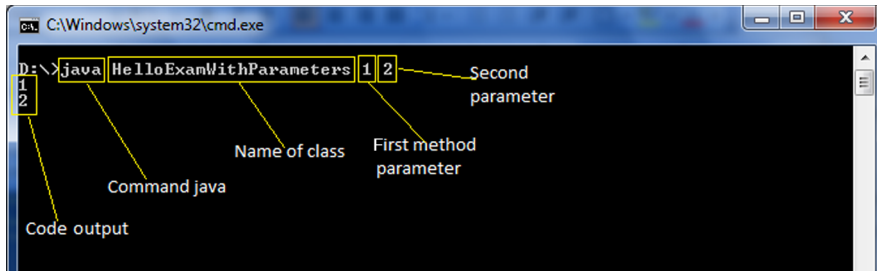 C:\Windows\system32\cmd.exe
D:\>java HelloExamWithParameters 1 2
1
2
Second
parameter
First method
parameter
Name of class
Command java
Code output